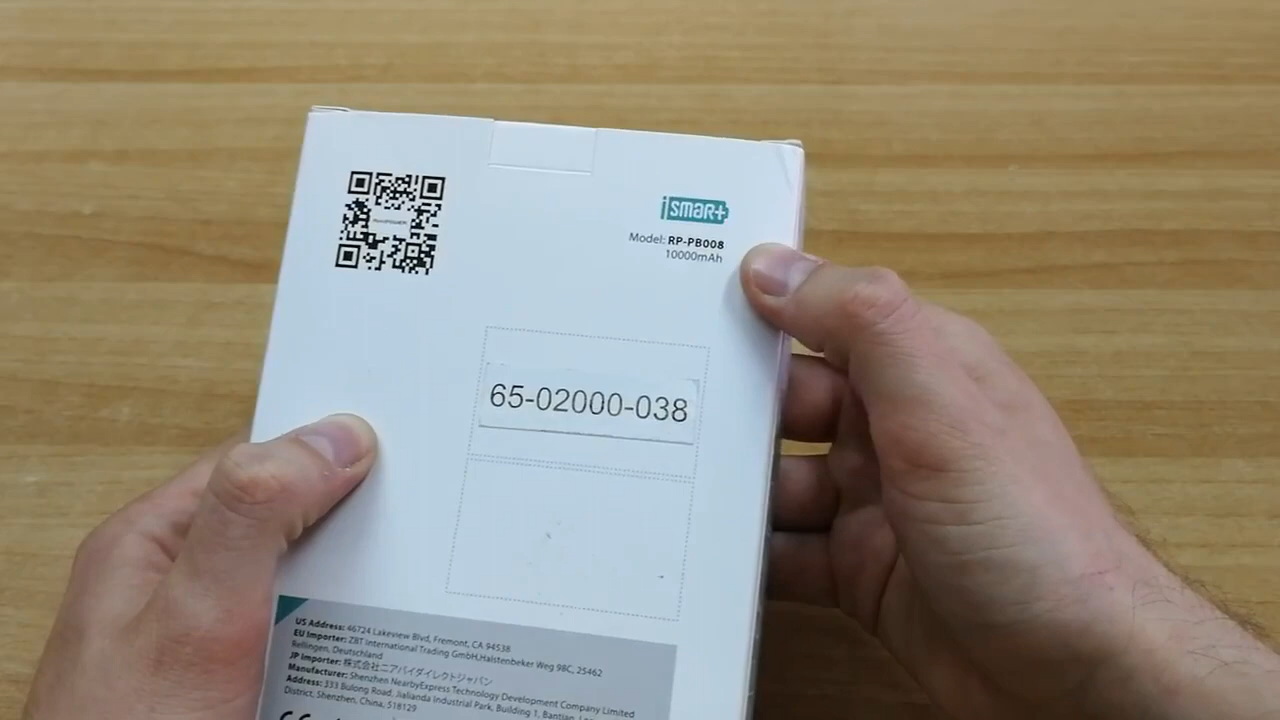 iSmart
Model: RP-PB008
10000mAh
65-02000-038
US Address: 46724 Lakeview Blvd, Fremont, CA 94538
EU Importer: ZBT International Trading GmbH,Halstenbeker Weg 98C, 25462
Rellingen, Deutschland
JP Importer: 株式会社ニアバイダイレクトジャパン
Manufacturer: Shenzhen NearbyExpress Technology Development Company Limited
Address: 333 Bulong Road, Jialianda Industrial Park, Building 1, Bantian,
District, Shenzhen, China, 518129
CE